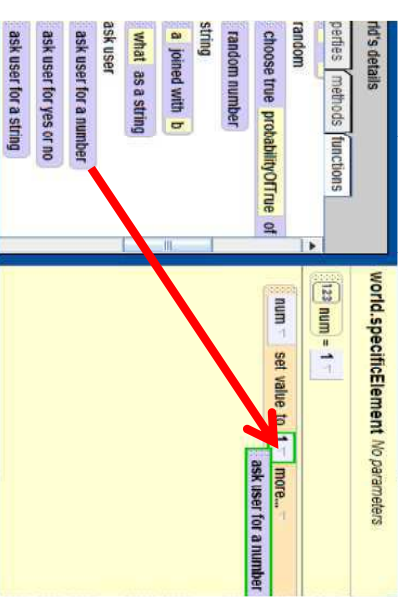 rld's details
perties methods functions
random
choose true probabilityOfTrue of
random number
string
a joined with b
what as a string
ask user
ask user for a number
ask user for yes or no
ask user for a string
world.specificElement No parameters
123 num = 1
num set value to 1 more...
ask user for a number